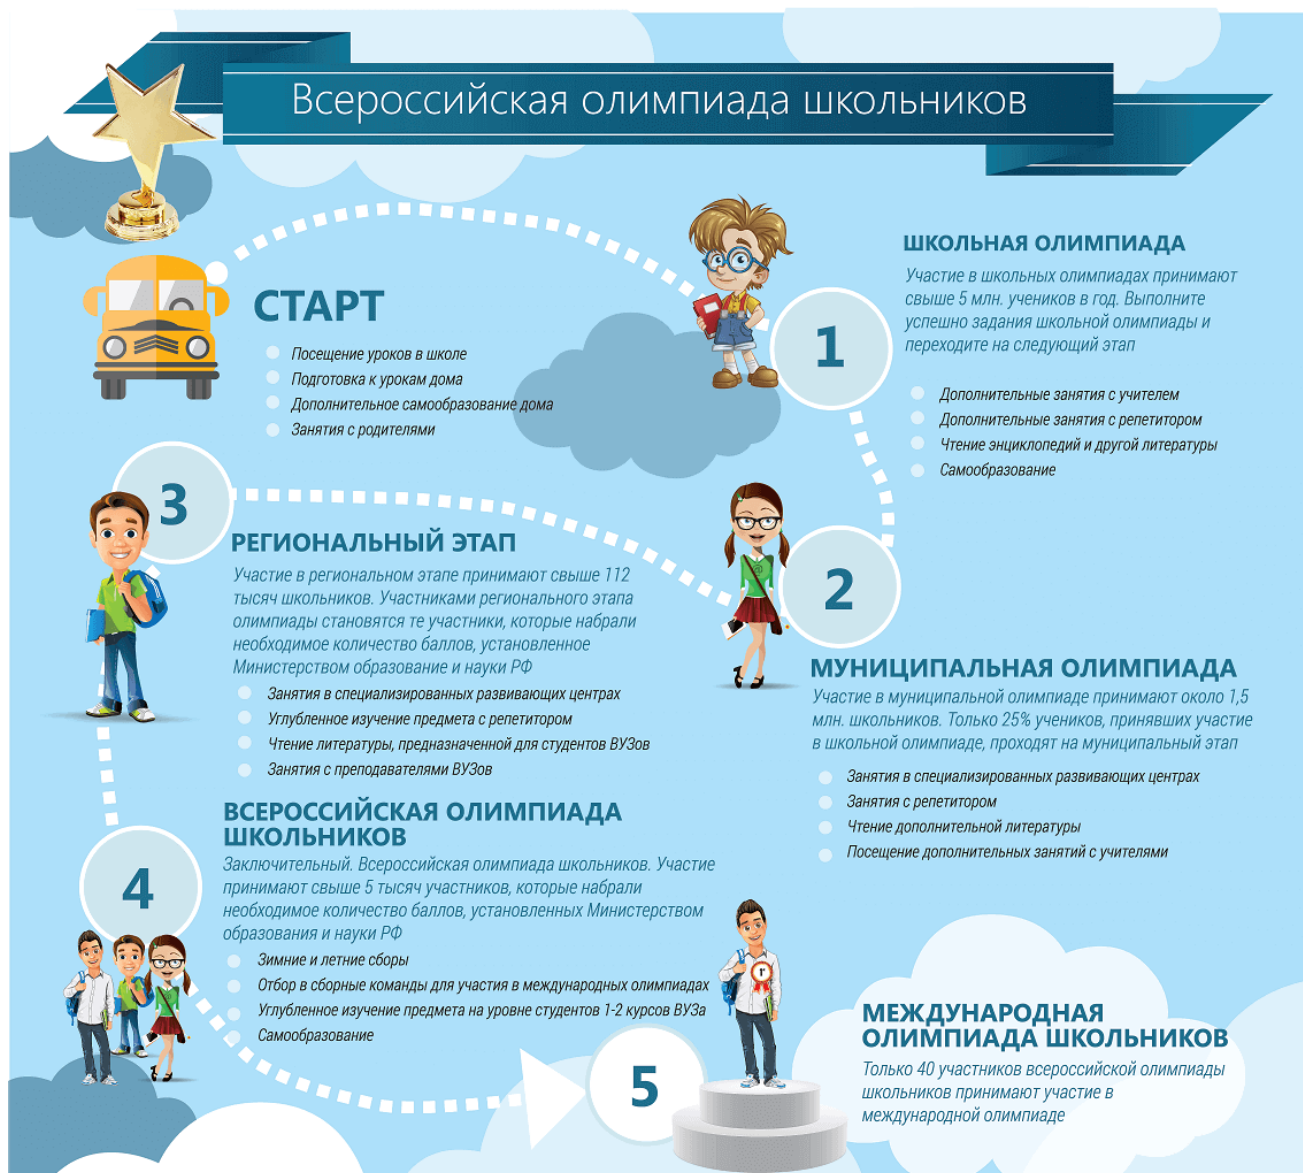 Всероссийская олимпиада школьников
СТАРТ
Посещение уроков в школе
Подготовка к урокам дома
Дополнительное самообразование дома
Занятия с родителями
1
ШКОЛЬНАЯ ОЛИМПИАДА
Участие в школьных олимпиадах принимают
свыше 5 млн. учеников в год. Выполните
успешно задания школьной олимпиады и
переходите на следующий этап
Дополнительные занятия с учителем
Дополнительные занятия с репетитором
Чтение энциклопедий и другой литературы
Самообразование
2
МУНИЦИПАЛЬНАЯ ОЛИМПИАДА
Участие в муниципальной олимпиаде принимают около 1,5
млн. школьников. Только 25% учеников, принявших участие
в школьной олимпиаде, проходят на муниципальный этап
Занятия в специализированных развивающих центрах
Занятия с репетитором
Чтение дополнительной литературы
Посещение дополнительных занятий с учителями
3
РЕГИОНАЛЬНЫЙ ЭТАП
Участие в региональном этапе принимают свыше 112
тысяч школьников. Участниками регионального этапа
олимпиады становятся те участники, которые набрали
необходимое количество баллов, установленное
Министерством образование и науки РФ
Занятия в специализированных развивающих центрах
Углубленное изучение предмета с репетитором
Чтение литературы, предназначенной для студентов ВУЗов
Занятия с преподавателями ВУЗов
4
ВСЕРОССИЙСКАЯ ОЛИМПИАДА
ШКОЛЬНИКОВ
Заключительный. Всероссийская олимпиада школьников. Участие
принимают свыше 5 тысяч участников, которые набрали
необходимое количество баллов, установленных Министерством
образования и науки РФ
Зимние и летние сборы
Отбор в сборные команды для участия в международных олимпиадах
Углубленное изучение предмета на уровне студентов 1-2 курсов ВУЗа
Самообразование
5
МЕЖДУНАРОДНАЯ
ОЛИМПИАДА ШКОЛЬНИКОВ
Только 40 участников всероссийской олимпиады
школьников принимают участие в
международной олимпиаде